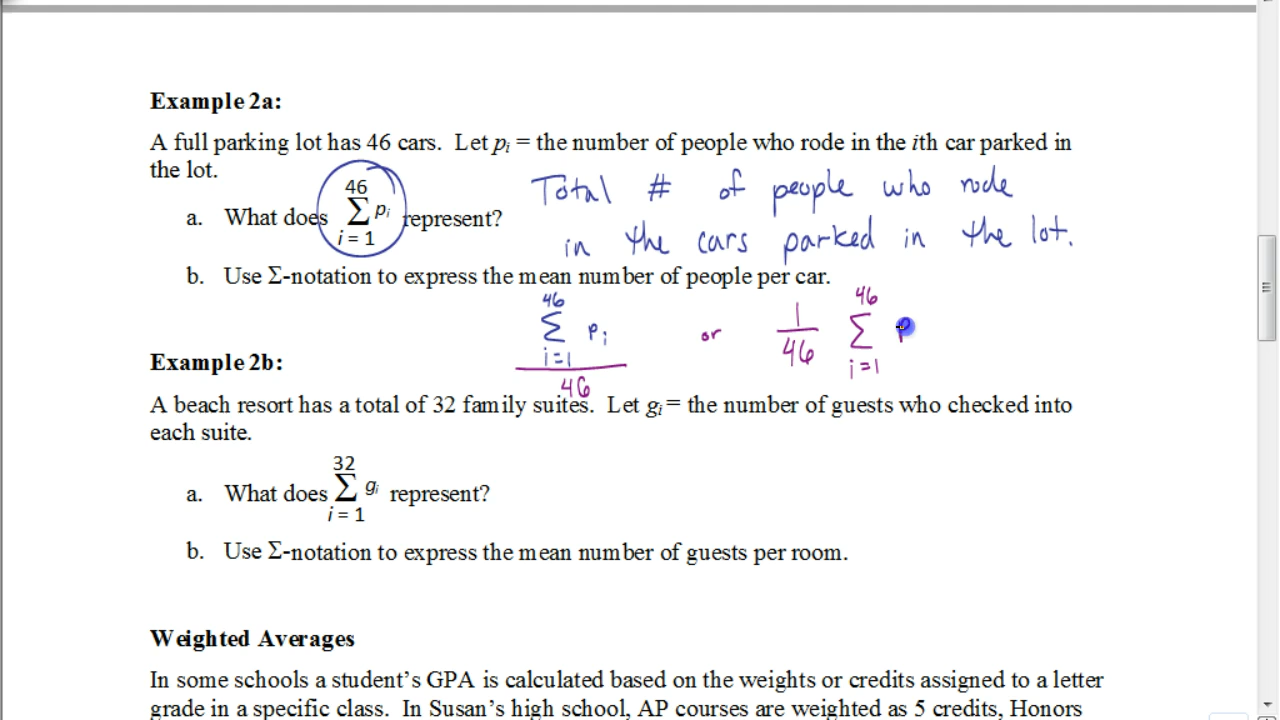 Example 2a:
A full parking lot has 46 cars. Let pᵢ = the number of people who rode in the ith car parked in
the lot.
Total # of people who rode
46
a. What does Σ pᵢ represent?
i = 1
in the cars parked in the lot.
b. Use Σ-notation to express the mean number of people per car.
46 46
Σ pᵢ or 1/46 Σ p
i=1 i=1
46
Example 2b:
A beach resort has a total of 32 family suites. Let gᵢ = the number of guests who checked into
each suite.
32
a. What does Σ gᵢ represent?
i = 1
b. Use Σ-notation to express the mean number of guests per room.
Weighted Averages
In some schools a student’s GPA is calculated based on the weights or credits assigned to a letter
grade in a specific class. In Susan’s high school, AP courses are weighted as 5 credits, Honors